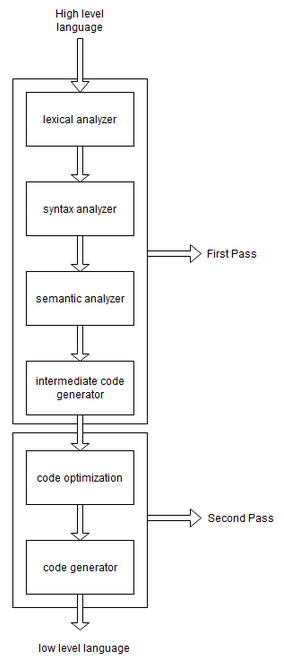 High level
language
lexical analyzer
syntax analyzer
First Pass
semantic analyzer
intermediate code
generator
code optimization
Second Pass
code generator
low level language